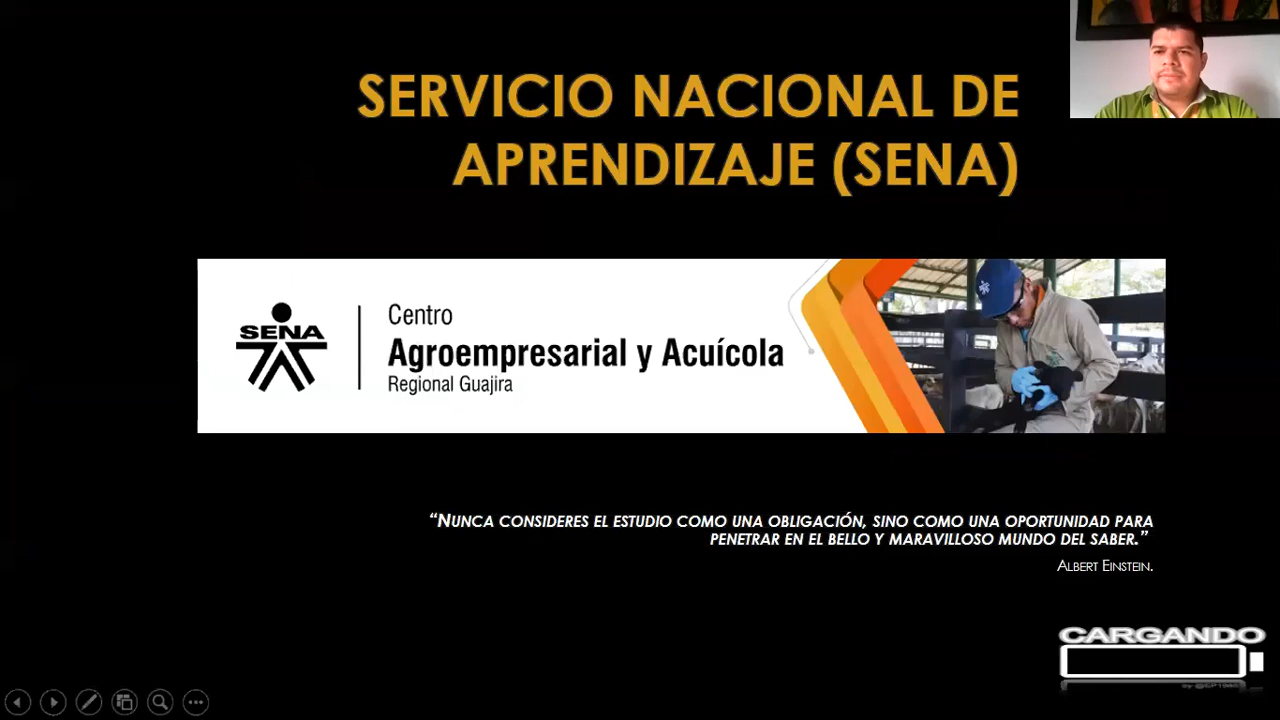 SERVICIO NACIONAL DE
APRENDIZAJE (SENA)
SENA
Centro
Agroempresarial y Acuícola
Regional Guajira
“NUNCA CONSIDERES EL ESTUDIO COMO UNA OBLIGACIÓN, SINO COMO UNA OPORTUNIDAD PARA
PENETRAR EN EL BELLO Y MARAVILLOSO MUNDO DEL SABER.”
ALBERT EINSTEIN.
CARGANDO